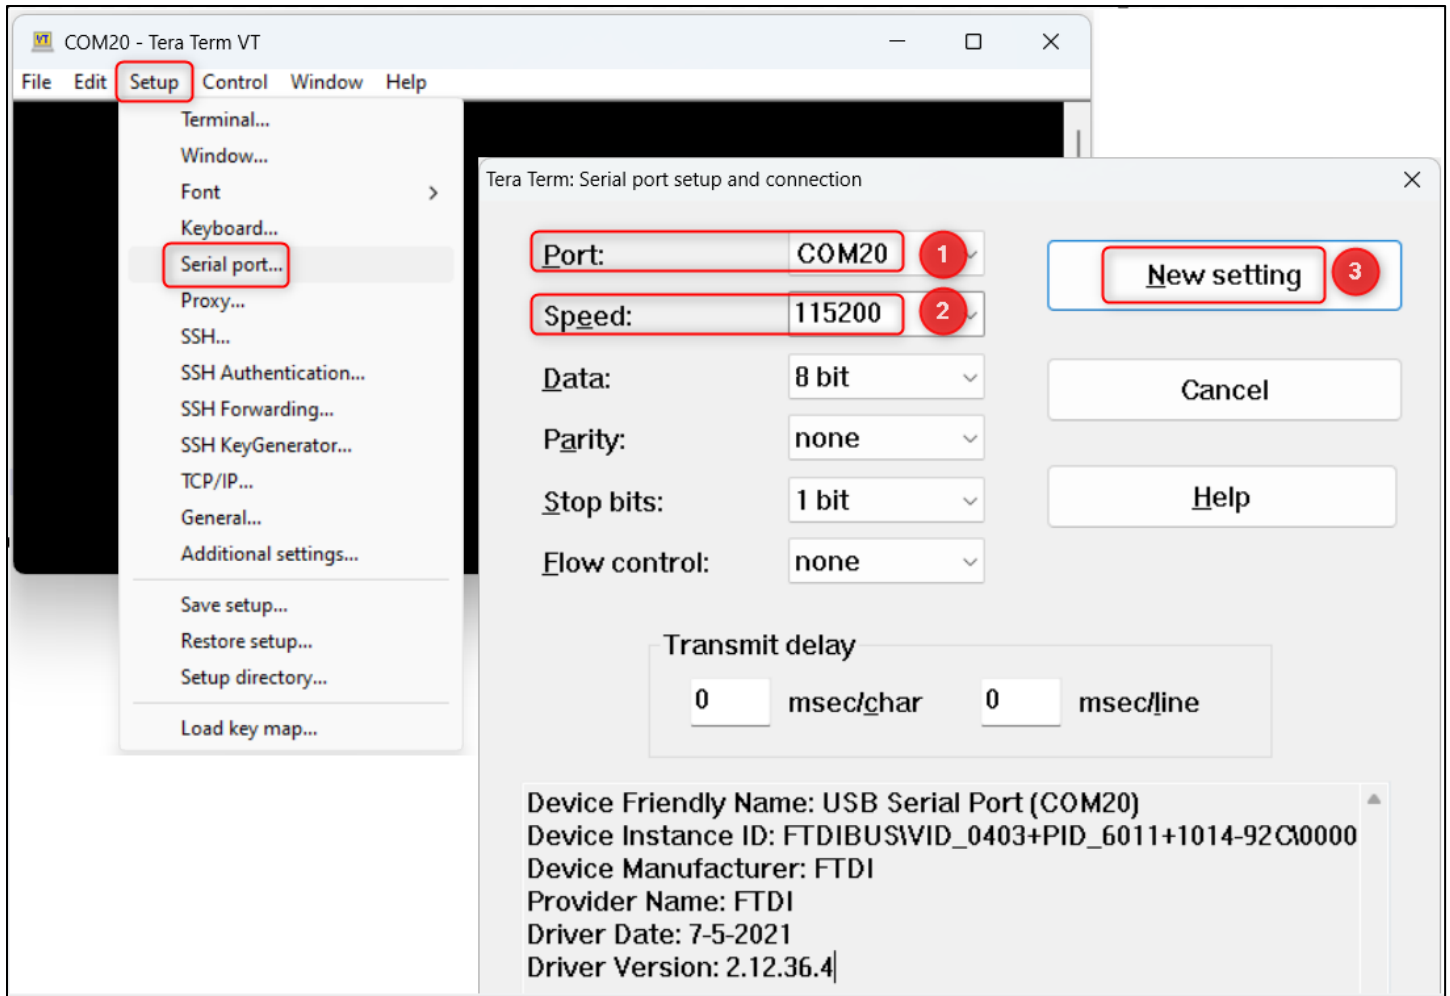 COM20 - Tera Term VT
File Edit Setup Control Window Help
Terminal...
Window...
Font
Keyboard...
Serial port...
Proxy...
SSH...
SSH Authentication...
SSH Forwarding...
SSH KeyGenerator...
TCP/IP...
General...
Additional settings...
Save setup...
Restore setup...
Setup directory...
Load key map...
Tera Term: Serial port setup and connection
Port: COM20 1
New setting 3
Speed: 115200 2
Data: 8 bit
Cancel
Parity: none
Stop bits: 1 bit
Help
Flow control: none
Transmit delay
0 msec/char 0 msec/line
Device Friendly Name: USB Serial Port (COM20)
Device Instance ID: FTDIBUS\VID_0403+PID_6011+1014-92C\0000
Device Manufacturer: FTDI
Provider Name: FTDI
Driver Date: 7-5-2021
Driver Version: 2.12.36.4